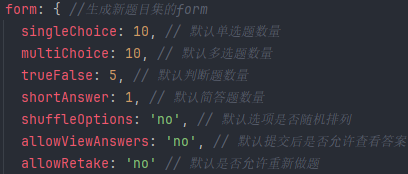 form: { //生成新题目集的form
singleChoice: 10, // 默认单选题数量
multiChoice: 10, // 默认多选题数量
trueFalse: 5, // 默认判断题数量
shortAnswer: 1, // 默认简答题数量
shuffleOptions: 'no', // 默认选项是否随机排列
allowViewAnswers: 'no', // 默认提交后是否允许查看答案
allowRetake: 'no' // 默认是否允许重新做题